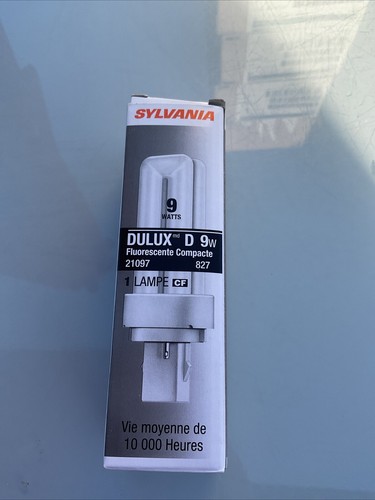 SYLVANIA
9
WATTS
DULUX D 9W
Fluorescente Compacte
21097 827
1 LAMPE CF
Vie moyenne de
10 000 Heures